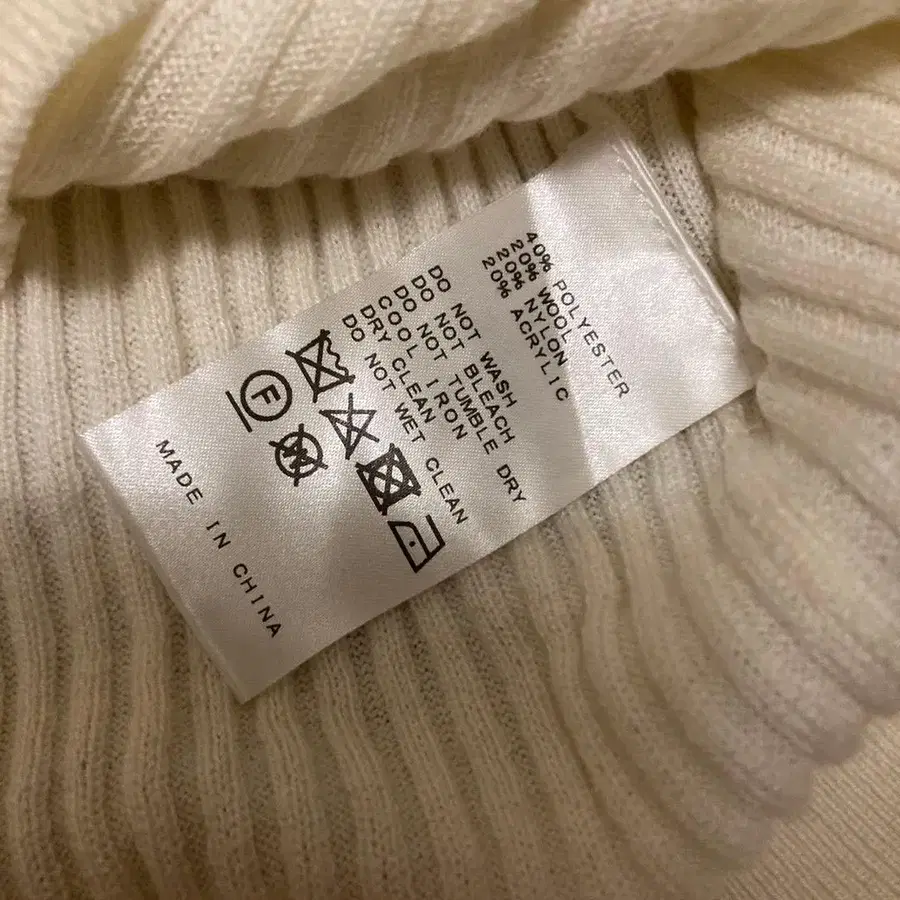 40% POLYESTER
20% WOOL
20% NYLON
20% ACRYLIC
DO NOT WASH
DO NOT BLEACH
DO NOT TUMBLE DRY
COOL IRON
DRY CLEAN
DO NOT WET CLEAN
F
W
MADE IN CHINA